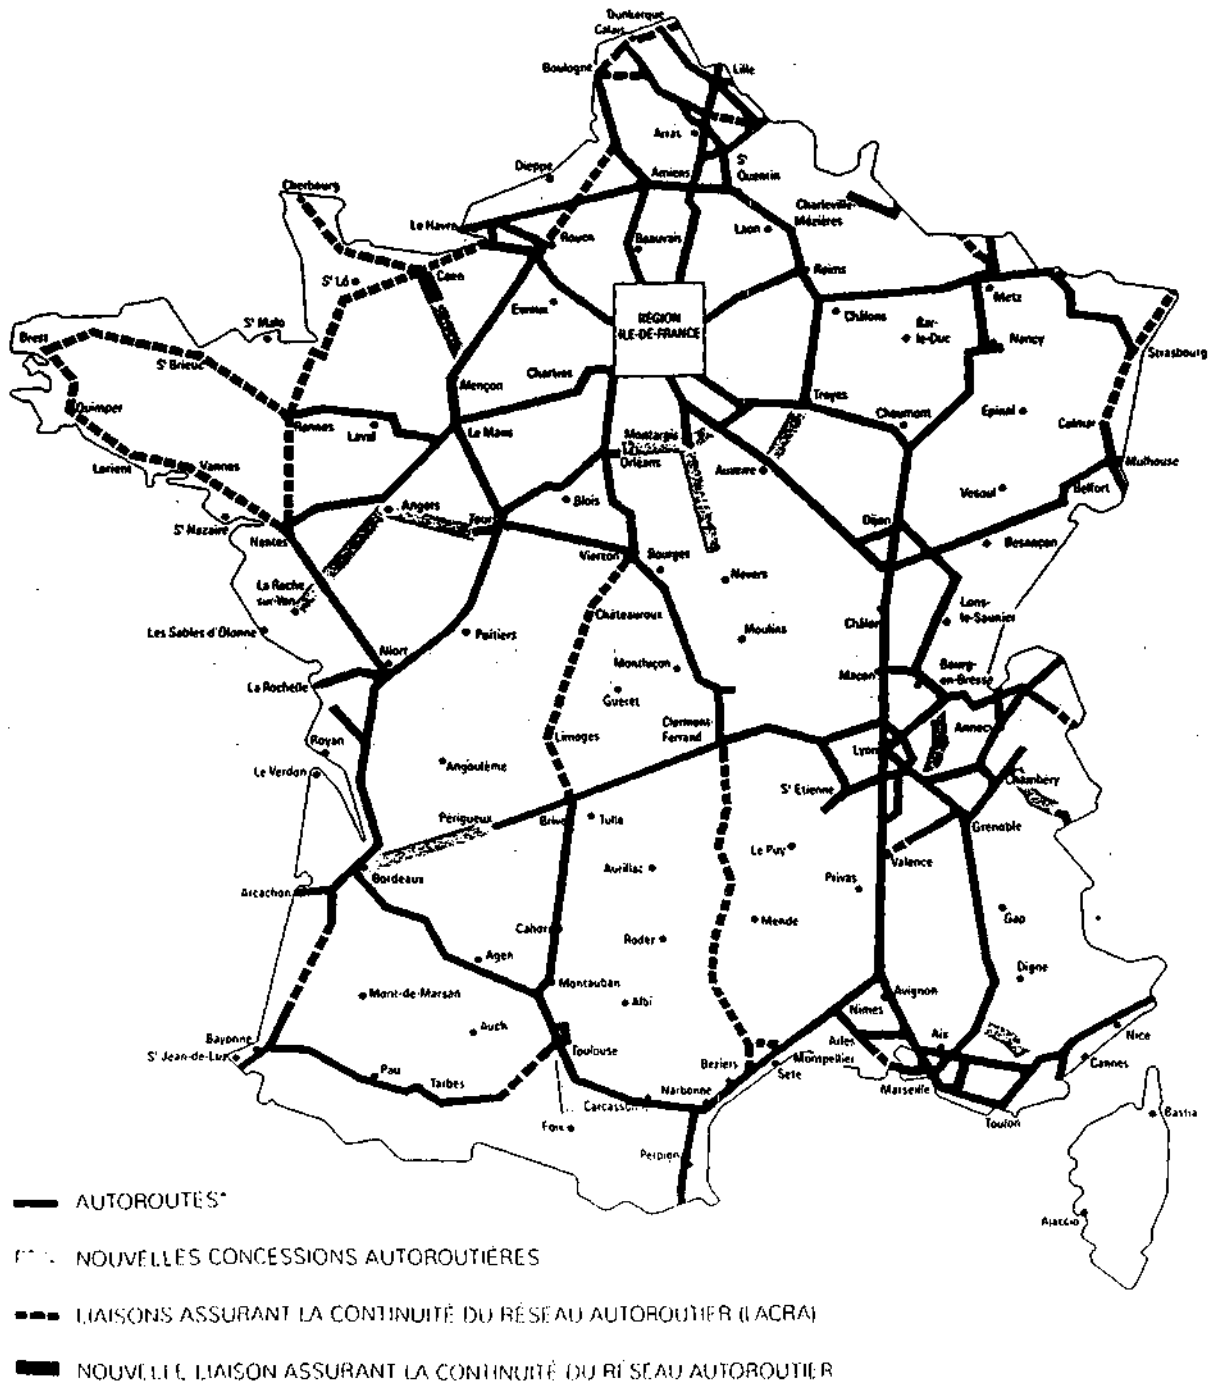 Dunkerque
Calais
Boulogne
Lille
Arras
Dieppe
Amiens
St
Quentin
Cherbourg
Charleville-
Mézières
Le Havre
Rouen
Beauvais
Laon
St Lô
Caen
Reims
Metz
Evreux
RÉGION
ILE-DE-FRANCE
Châlons
Bar-
le-Duc
Nancy
Strasbourg
St Malo
Brest
St Brieuc
Chartres
Alençon
Troyes
Chaumont
Epinal
Colmar
Quimper
Rennes
Laval
Le Mans
Montargis
Orléans
Auxerre
Mulhouse
Lorient
Vannes
Vesoul
Belfort
Angers
Blois
St Nazaire
Tour
Dijon
Nantes
Vierzon
Bourges
Besançon
La Roche
sur-Yon
Nevers
Châteauroux
Lons-
le-Saunier
Les Sables d'Olonne
Poitiers
Moulins
Châlon
Niort
Montluçon
Macon
Bourg-
en-Bresse
La Rochelle
Guéret
Clermont-
Ferrand
Annecy
Royan
Limoges
Lyon
Le Verdon
Angoulême
Chambéry
St Etienne
Périgueux
Brive
Tulle
Grenoble
Le Puy
Valence
Aurillac
Privas
Bordeaux
Arcachon
Mende
Gap
Cahors
Rodez
Agen
Digne
Montauban
Mont-de-Marsan
Albi
Avignon
Nîmes
Auch
Nice
Bayonne
Toulouse
Arles
Aix
St Jean-de-Luz
Montpellier
Cannes
Beziers
Sete
Pau
Tarbes
Narbonne
Marseille
Carcasson
Toulon
Bastia
Foix
Perpign
Ajaccio
AUTOROUTES*
NOUVELLES CONCESSIONS AUTOROUTIÈRES
LIAISONS ASSURANT LA CONTINUITÉ DU RÉSEAU AUTOROUTIER (LACRA)
NOUVELLE LIAISON ASSURANT LA CONTINUITÉ DU RÉSEAU AUTOROUTIER